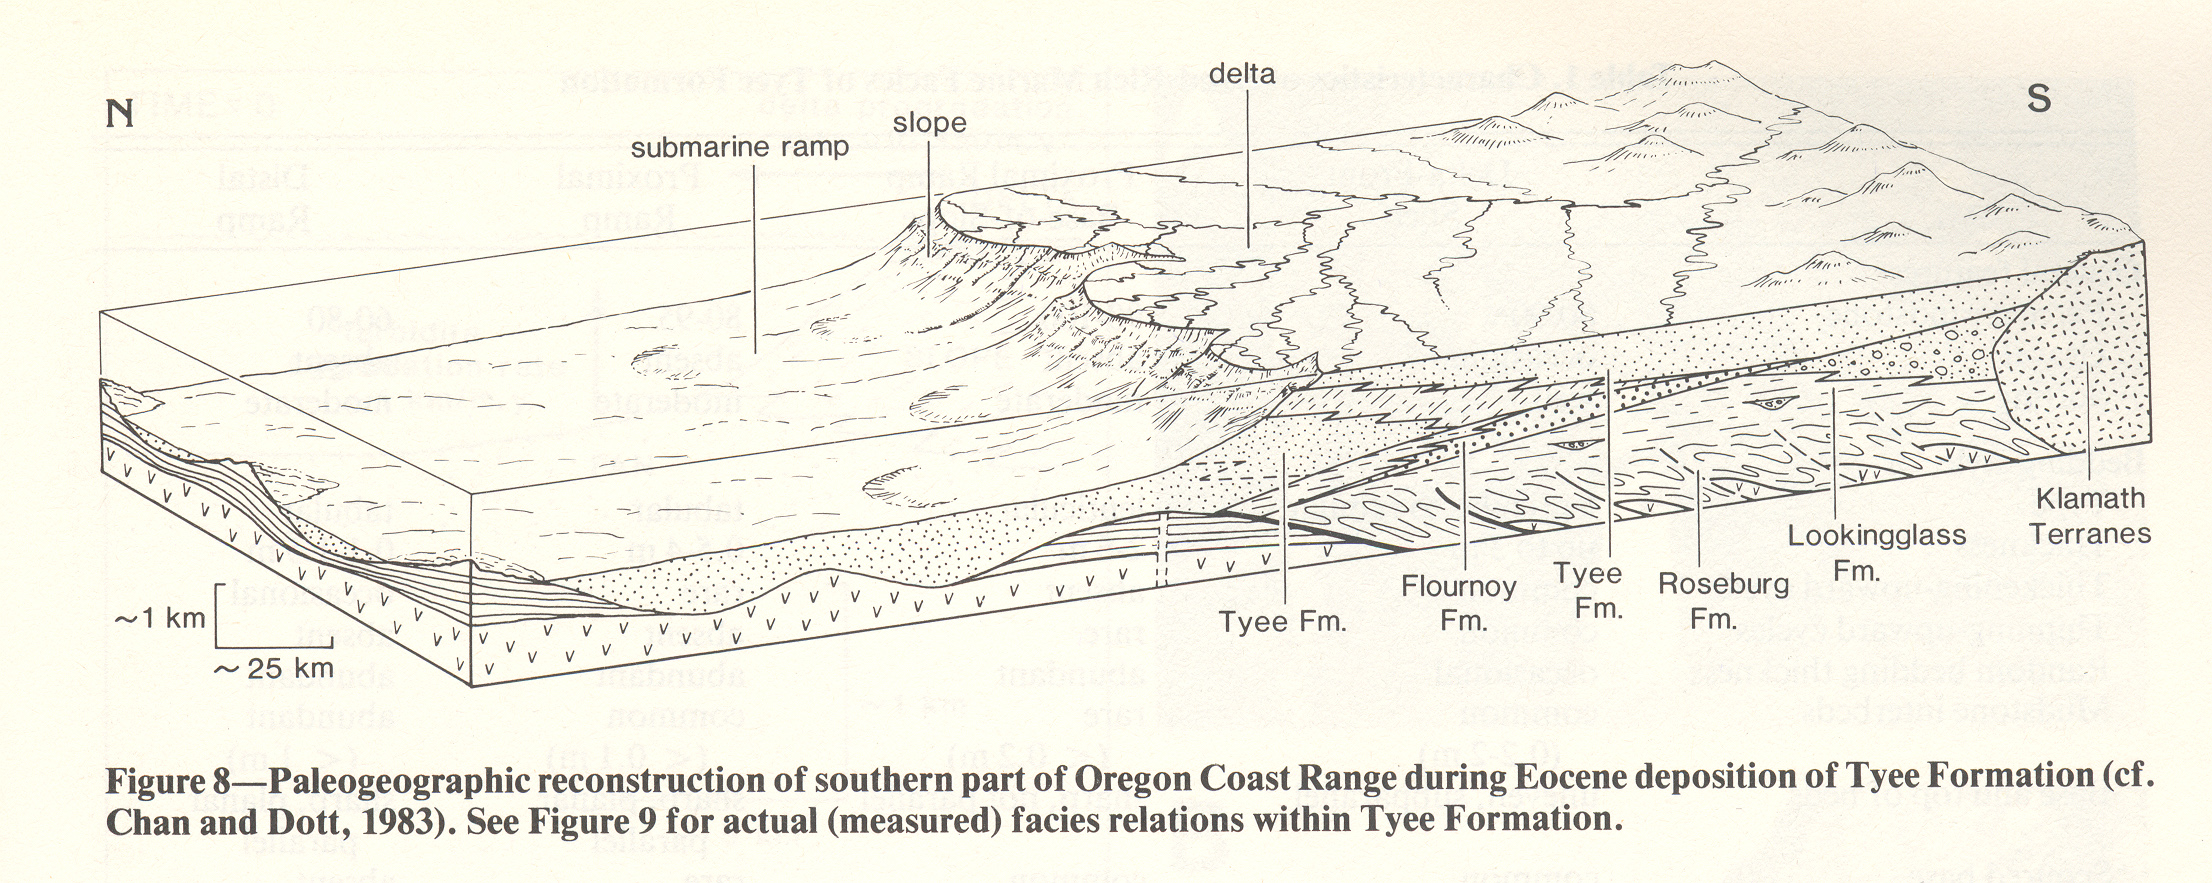 N
S
delta
slope
submarine ramp
~1 km
~ 25 km
Tyee Fm.
Flournoy
Fm.
Tyee
Fm.
Roseburg
Fm.
Lookingglass
Fm.
Klamath
Terranes
Figure 8—Paleogeographic reconstruction of southern part of Oregon Coast Range during Eocene deposition of Tyee Formation (cf.
Chan and Dott, 1983). See Figure 9 for actual (measured) facies relations within Tyee Formation.